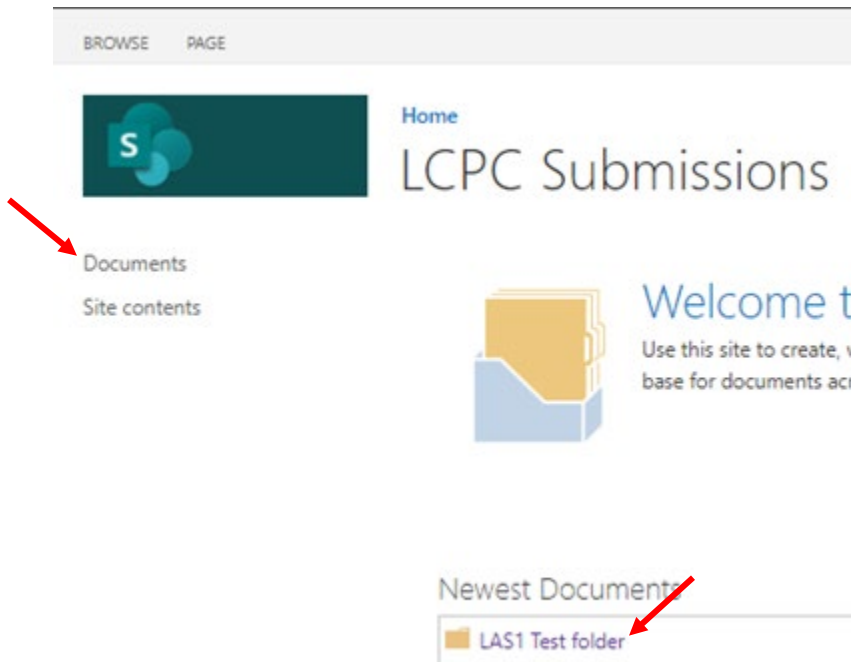 BROWSE PAGE
S
Home
LCPC Submissions
Documents
Site contents
Welcome t
Use this site to create,
base for documents
Newest Documents
LAS1 Test folder